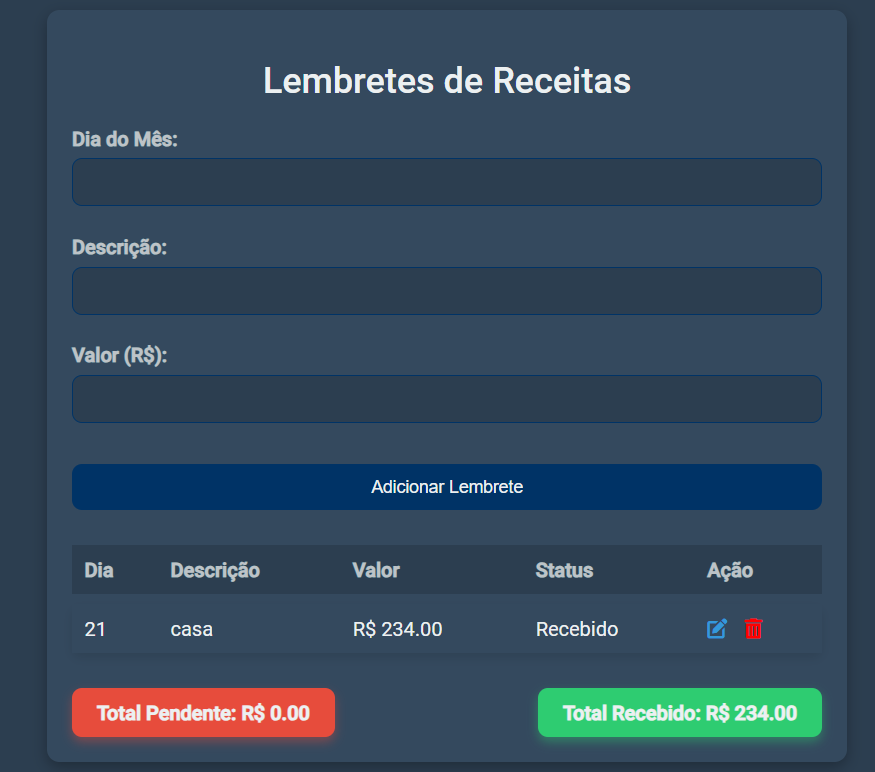 Lembretes de Receitas
Dia do Mês:
Descrição:
Valor (R$):
Adicionar Lembrete
Dia Descrição Valor Status Ação
21 casa R$ 234.00 Recebido
Total Pendente: R$ 0.00 Total Recebido: R$ 234.00